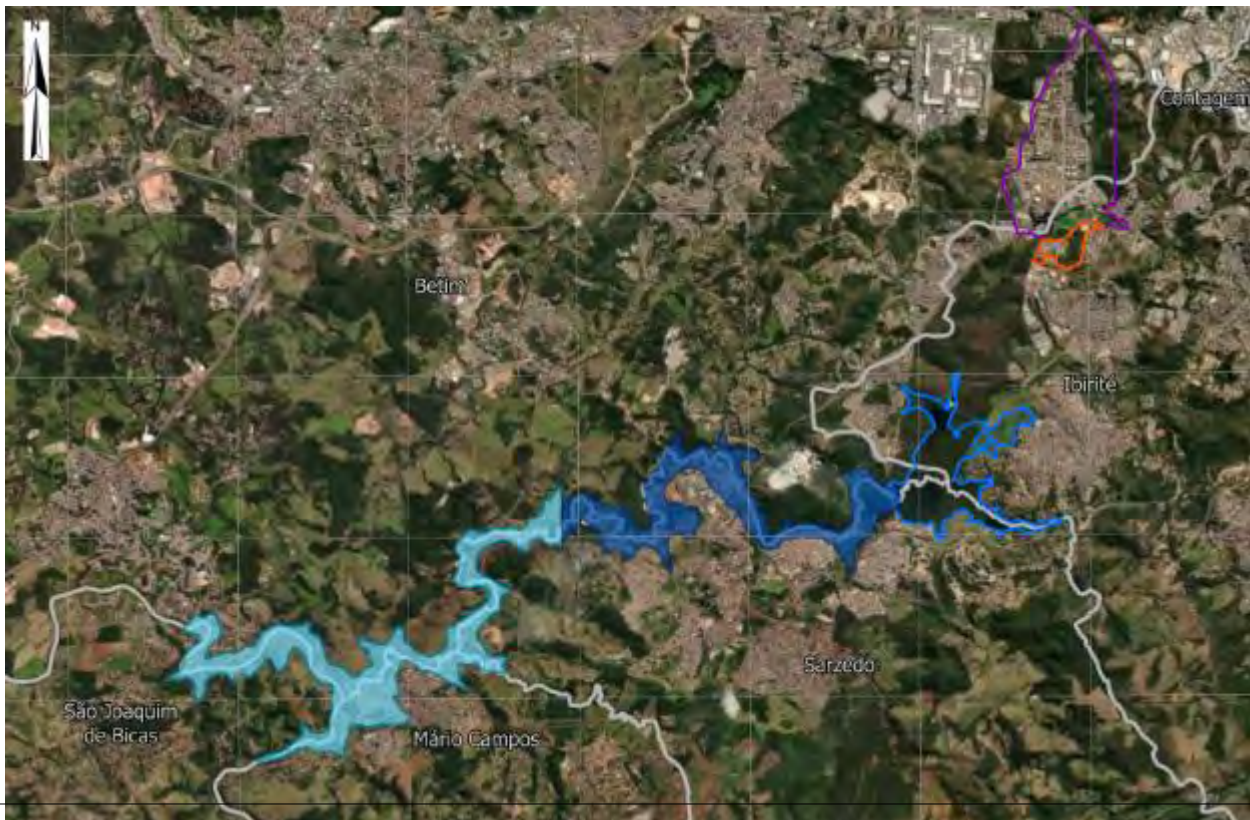 N
Contagem
Betim
Ibirité
Sarzedo
São Joaquim
de Bicas
Mário Campos